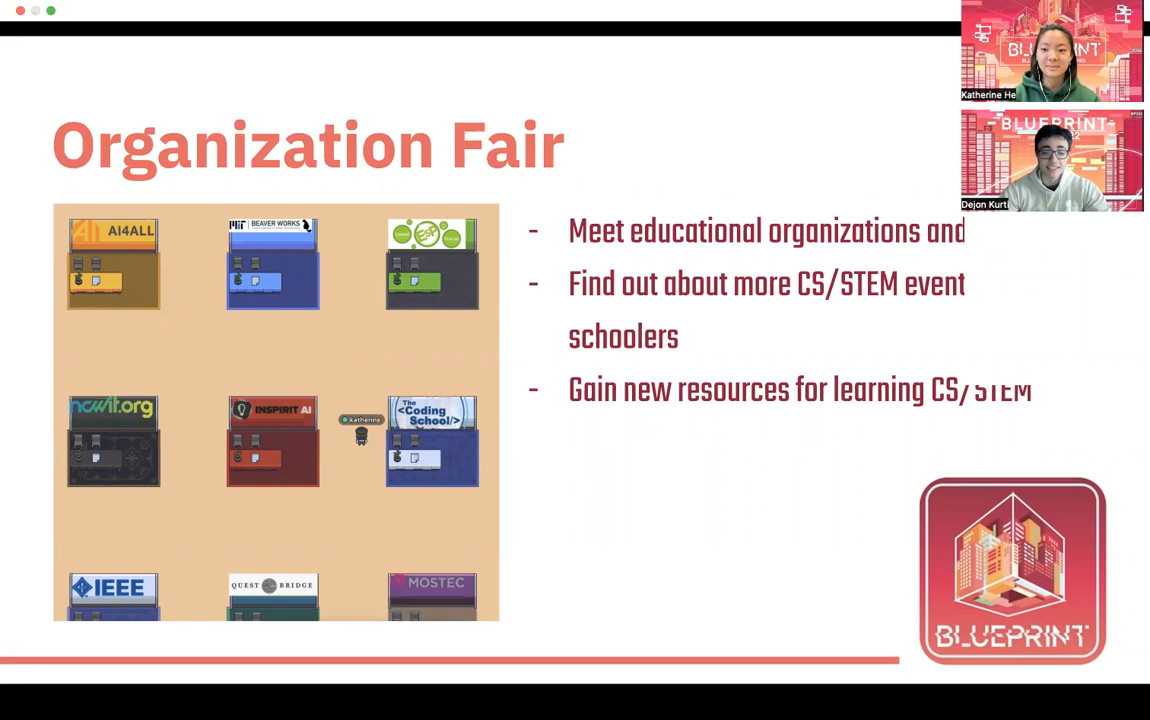 BLUEPRINT
Katherine He
BLUEPRINT
Dejon Kurti
Organization Fair
AI4ALL
MIT BEAVER WORKS
ESP
LEARN
TEACH
ncwit.org
INSPIRIT AI
katherine
The
<Coding
School/>
IEEE
QUEST BRIDGE
MOSTEC
- Meet educational organizations and
- Find out about more CS/STEM event
schoolers
- Gain new resources for learning CS/STEM
BLUEPRINT